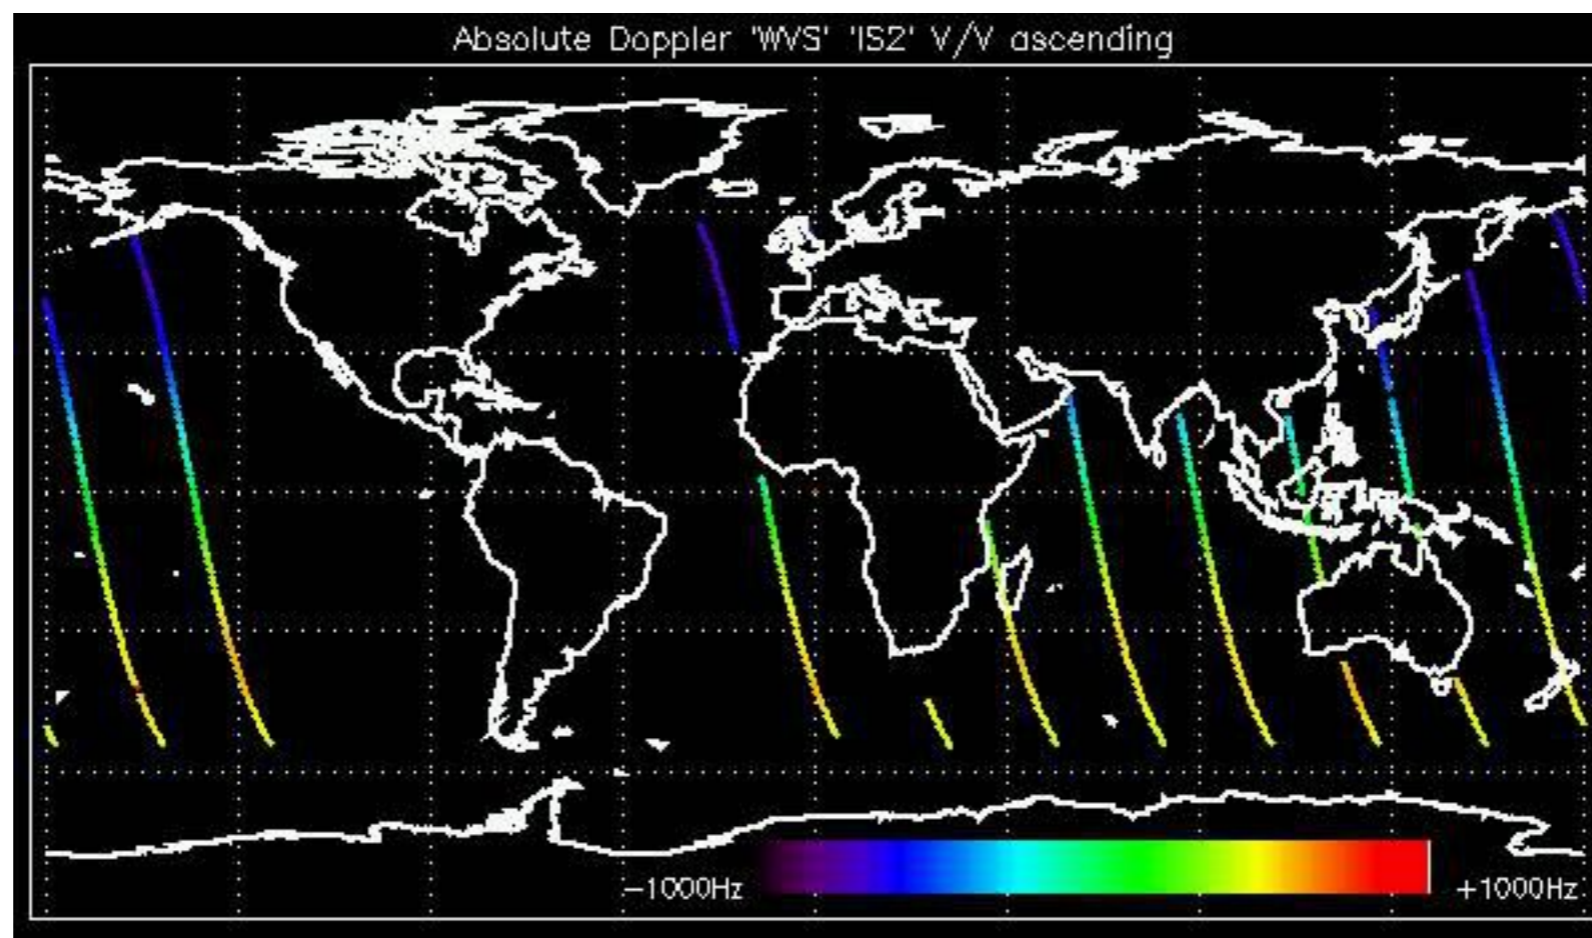 Absolute Doppler 'WVS' 'IS2' V/V ascending
−1000Hz
+1000Hz